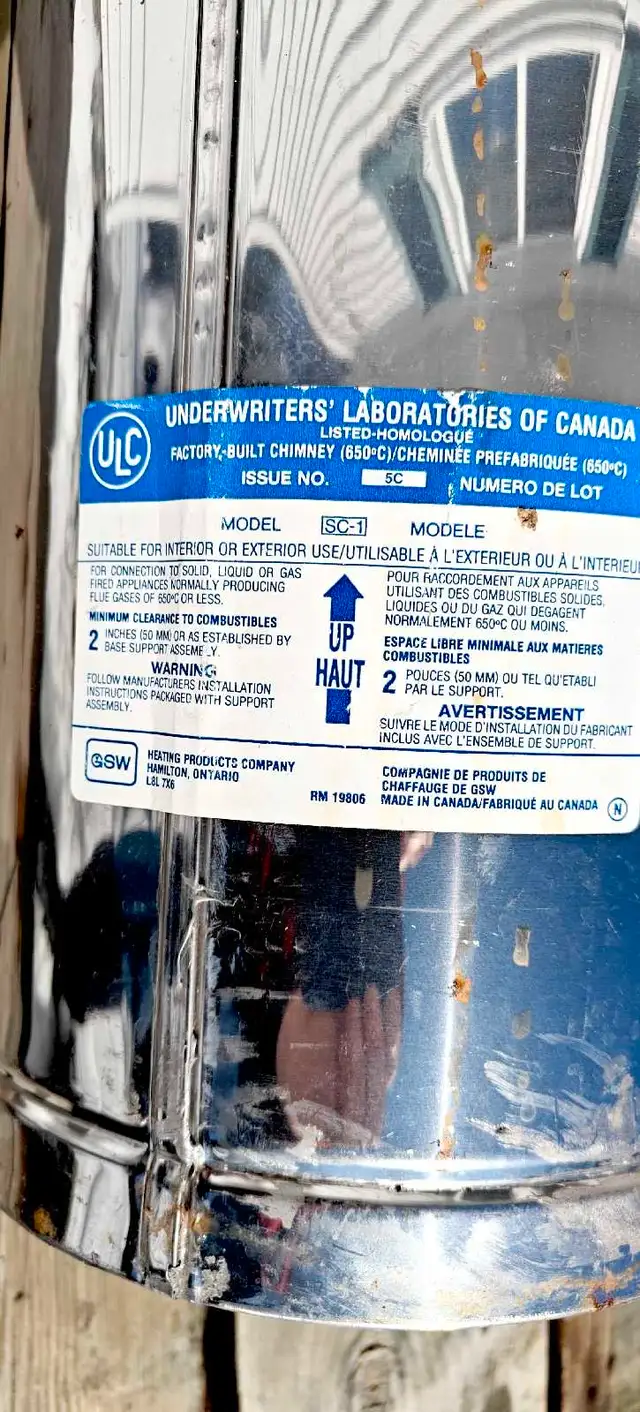 ULC
UNDERWRITERS' LABORATORIES OF CANADA
LISTED-HOMOLOGUÉ
FACTORY-BUILT CHIMNEY (650°C)/CHEMINÉE PREFABRIQUÉE (650°C)
ISSUE NO. 5C NUMERO DE LOT
MODEL SC-1 MODELE
SUITABLE FOR INTERIOR OR EXTERIOR USE/UTILISABLE À L'EXTERIEUR OU À L'INTERIEU
FOR CONNECTION TO SOLID, LIQUID OR GAS
FIRED APPLIANCES NORMALLY PRODUCING
FLUE GASES OF 650°C OR LESS.
MINIMUM CLEARANCE TO COMBUSTIBLES
2 INCHES (50 MM) OR AS ESTABLISHED BY
BASE SUPPORT ASSEMBLY.
WARNING
FOLLOW MANUFACTURERS INSTALLATION
INSTRUCTIONS PACKAGED WITH SUPPORT
ASSEMBLY.
UP
HAUT
POUR RACCORDEMENT AUX APPAREILS
UTILISANT DES COMBUSTIBLES SOLIDES,
LIQUIDES OU DU GAZ QUI DEGAGENT
NORMALEMENT 650°C OU MOINS.
ESPACE LIBRE MINIMALE AUX MATIERES
COMBUSTIBLES
2 POUCES (50 MM) OU TEL QU'ETABLI
PAR LE SUPPORT.
AVERTISSEMENT
SUIVRE LE MODE D'INSTALLATION DU FABRICANT
INCLUS AVEC L'ENSEMBLE DE SUPPORT.
GSW
HEATING PRODUCTS COMPANY
HAMILTON, ONTARIO
L8L 7X6
RM 19806
COMPAGNIE DE PRODUITS DE
CHAUFFAGE DE GSW
MADE IN CANADA/FABRIQUÉ AU CANADA
N